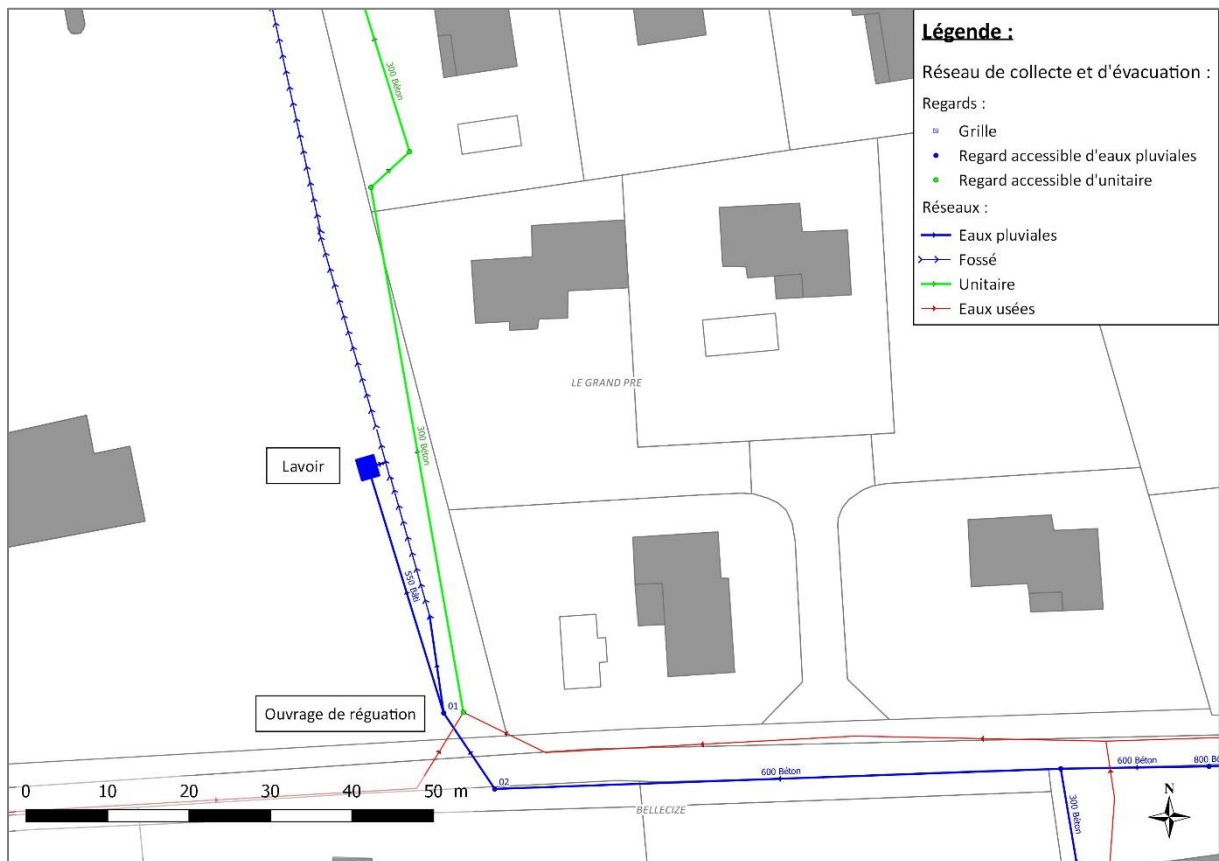 Légende :
Réseau de collecte et d'évacuation :
Regards :
Grille
Regard accessible d'eaux pluviales
Regard accessible d'unitaire
Réseaux :
Eaux pluviales
Fossé
Unitaire
Eaux usées
300 Béton
LE GRAND PRE
300 Béton
Lavoir
550 Bâti
Ouvrage de réguation
01
02
600 Béton
600 Béton
800 Bé
300 Béton
BELLECIZE
0 10 20 30 40 50 m
N